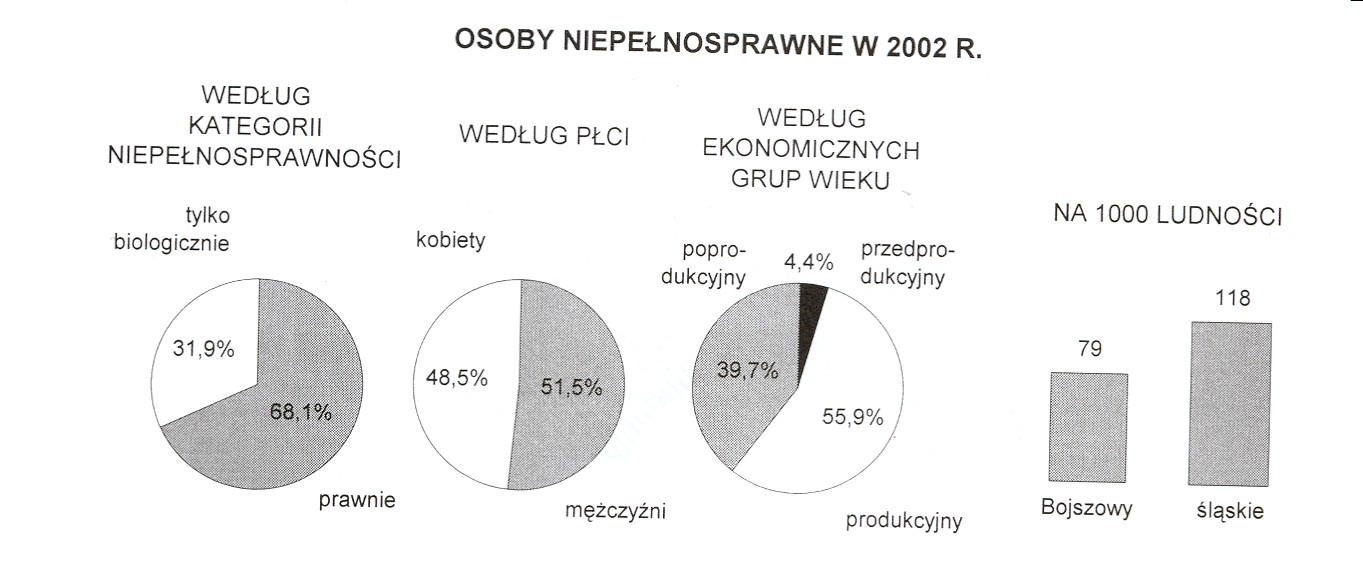 OSOBY NIEPEŁNOSPRAWNE W 2002 R.
WEDŁUG
KATEGORII
NIEPEŁNOSPRAWNOŚCI
tylko
biologicznie
31,9%
68,1%
prawnie
WEDŁUG PŁCI
kobiety
48,5%
51,5%
mężczyźni
WEDŁUG
EKONOMICZNYCH
GRUP WIEKU
popro-
dukcyjny
4,4%
przedpro-
dukcyjny
39,7%
55,9%
produkcyjny
NA 1000 LUDNOŚCI
79
118
Bojszowy
śląskie